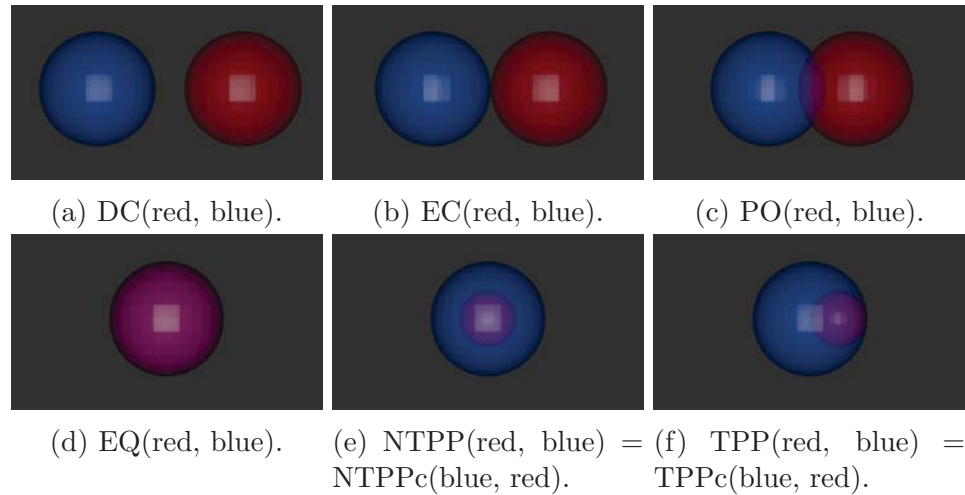 (a) DC(red, blue).
(b) EC(red, blue).
(c) PO(red, blue).
(d) EQ(red, blue).
(e) NTPP(red, blue) =
NTPPc(blue, red).
(f) TPP(red, blue) =
TPPc(blue, red).